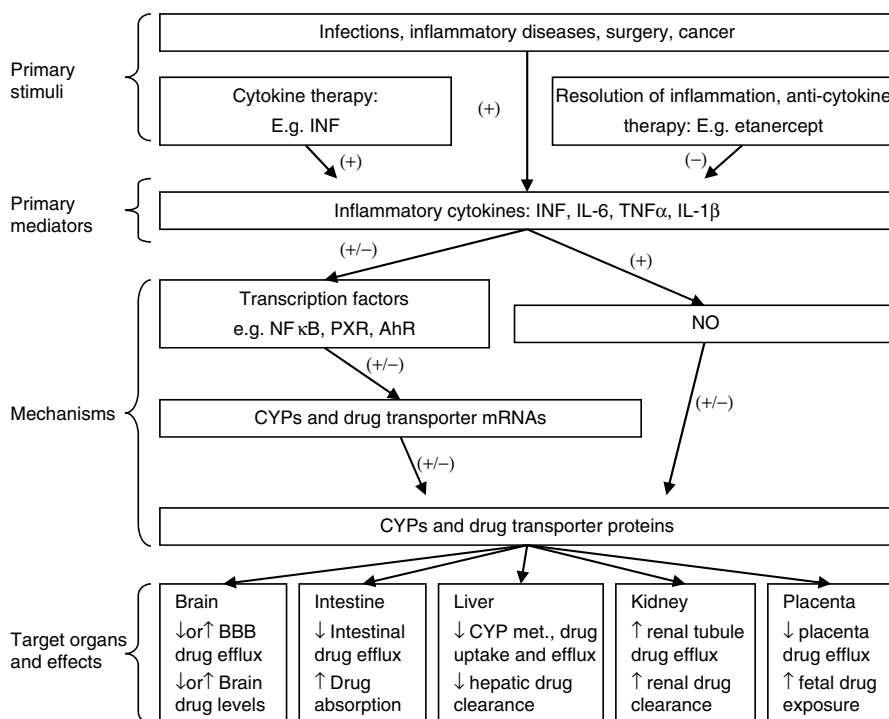 Primary
stimuli
Infections, inflammatory diseases, surgery, cancer
Cytokine therapy:
E.g. INF
(+)
Resolution of inflammation, anti-cytokine
therapy: E.g. etanercept
(+)
(−)
Primary
mediators
Inflammatory cytokines: INF, IL-6, TNFα, IL-1β
(+/−)
(+)
Mechanisms
Transcription factors
e.g. NFκB, PXR, AhR
NO
(+/−)
CYPs and drug transporter mRNAs
(+/−)
(+/−)
CYPs and drug transporter proteins
Target organs
and effects
Brain
↓or↑ BBB
drug efflux
↓or↑ Brain
drug levels
Intestine
↓ Intestinal
drug efflux
↑ Drug
absorption
Liver
↓ CYP met., drug
uptake and efflux
↓ hepatic drug
clearance
Kidney
↑ renal tubule
drug efflux
↑ renal drug
clearance
Placenta
↓ placenta
drug efflux
↑ fetal drug
exposure